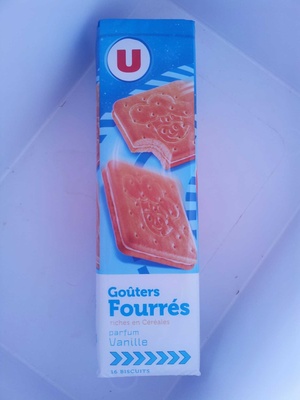 U
Goûters
Fourrés
riches en Céréales
parfum
Vanille
16 BISCUITS